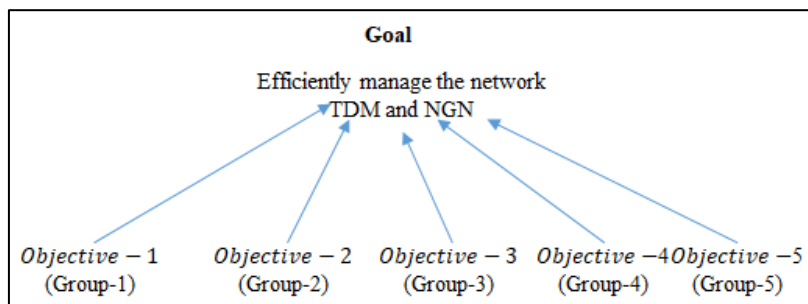 Goal
Efficiently manage the network
TDM and NGN
Objective − 1 Objective − 2 Objective − 3 Objective − 4 Objective − 5
(Group-1) (Group-2) (Group-3) (Group-4) (Group-5)